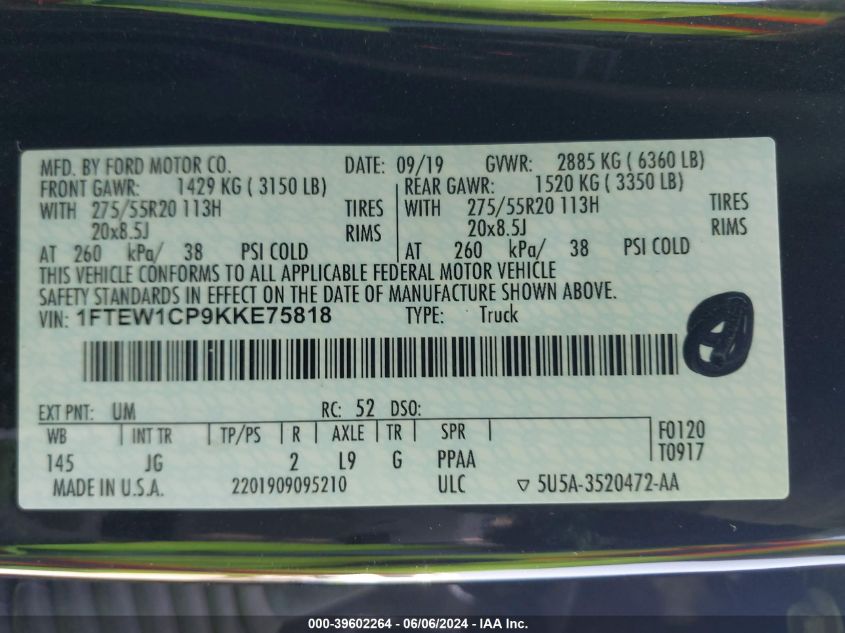 MFD. BY FORD MOTOR CO. DATE: 09/19 GVWR: 2885 KG ( 6360 LB)
FRONT GAWR: 1429 KG ( 3150 LB) REAR GAWR: 1520 KG ( 3350 LB)
WITH 275/55R20 113H TIRES WITH 275/55R20 113H TIRES
20x8.5J RIMS 20x8.5J RIMS
AT 260 kPa/ 38 PSI COLD AT 260 kPa/ 38 PSI COLD
THIS VEHICLE CONFORMS TO ALL APPLICABLE FEDERAL MOTOR VEHICLE
SAFETY STANDARDS IN EFFECT ON THE DATE OF MANUFACTURE SHOWN ABOVE.
VIN: 1FTEW1CP9KKE75818 TYPE: Truck
EXT PNT: UM RC: 52 DSO:
WB INT TR TP/PS R AXLE TR SPR F0120
145 JG 2 L9 G PPAA T0917
MADE IN U.S.A. 2201909095210 ULC ▽ 5U5A-3520472-AA
000-39602264 - 06/06/2024 - IAA Inc.